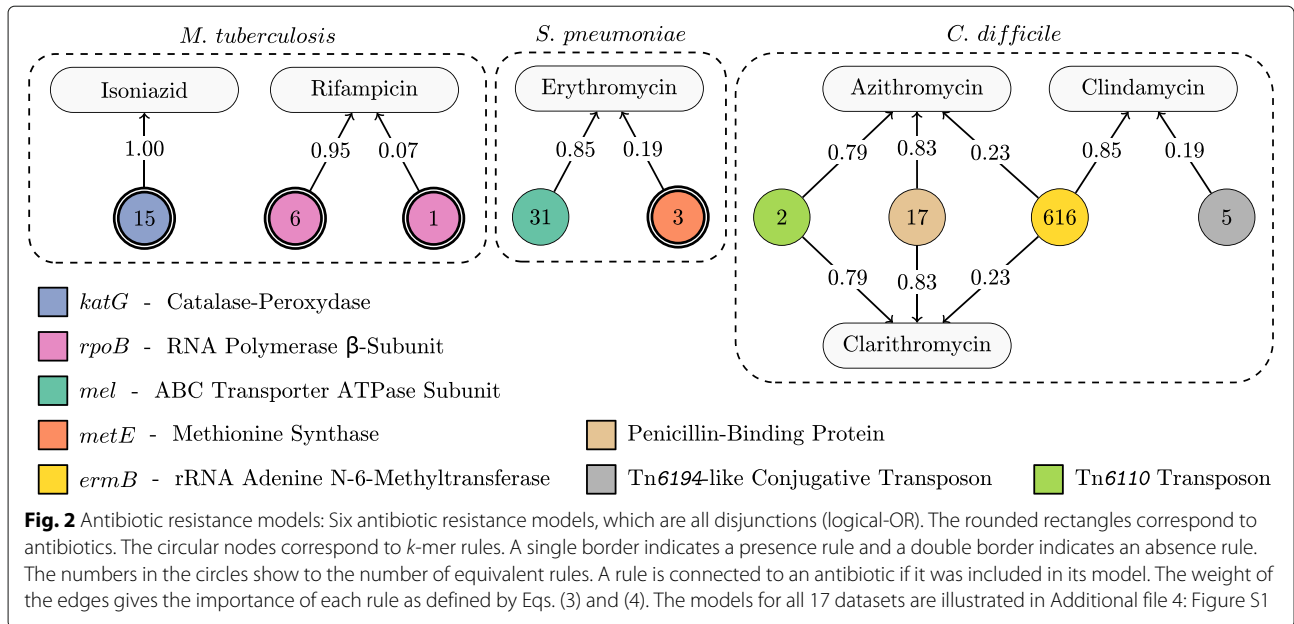 M. tuberculosis
S. pneumoniae
C. difficile
Isoniazid
Rifampicin
Erythromycin
Azithromycin
Clindamycin
1.00
0.95
0.07
0.85
0.19
0.79
0.83
0.23
0.85
0.19
15
6
1
31
3
2
17
616
5
0.79
0.83
0.23
Clarithromycin
katG - Catalase-Peroxydase
rpoB - RNA Polymerase β-Subunit
mel - ABC Transporter ATPase Subunit
metE - Methionine Synthase
Penicillin-Binding Protein
ermB - rRNA Adenine N-6-Methyltransferase
Tn6194-like Conjugative Transposon
Tn6110 Transposon
Fig. 2 Antibiotic resistance models: Six antibiotic resistance models, which are all disjunctions (logical-OR). The rounded rectangles correspond to
antibiotics. The circular nodes correspond to k-mer rules. A single border indicates a presence rule and a double border indicates an absence rule.
The numbers in the circles show to the number of equivalent rules. A rule is connected to an antibiotic if it was included in its model. The weight of
the edges gives the importance of each rule as defined by Eqs. (3) and (4). The models for all 17 datasets are illustrated in Additional file 4: Figure S1